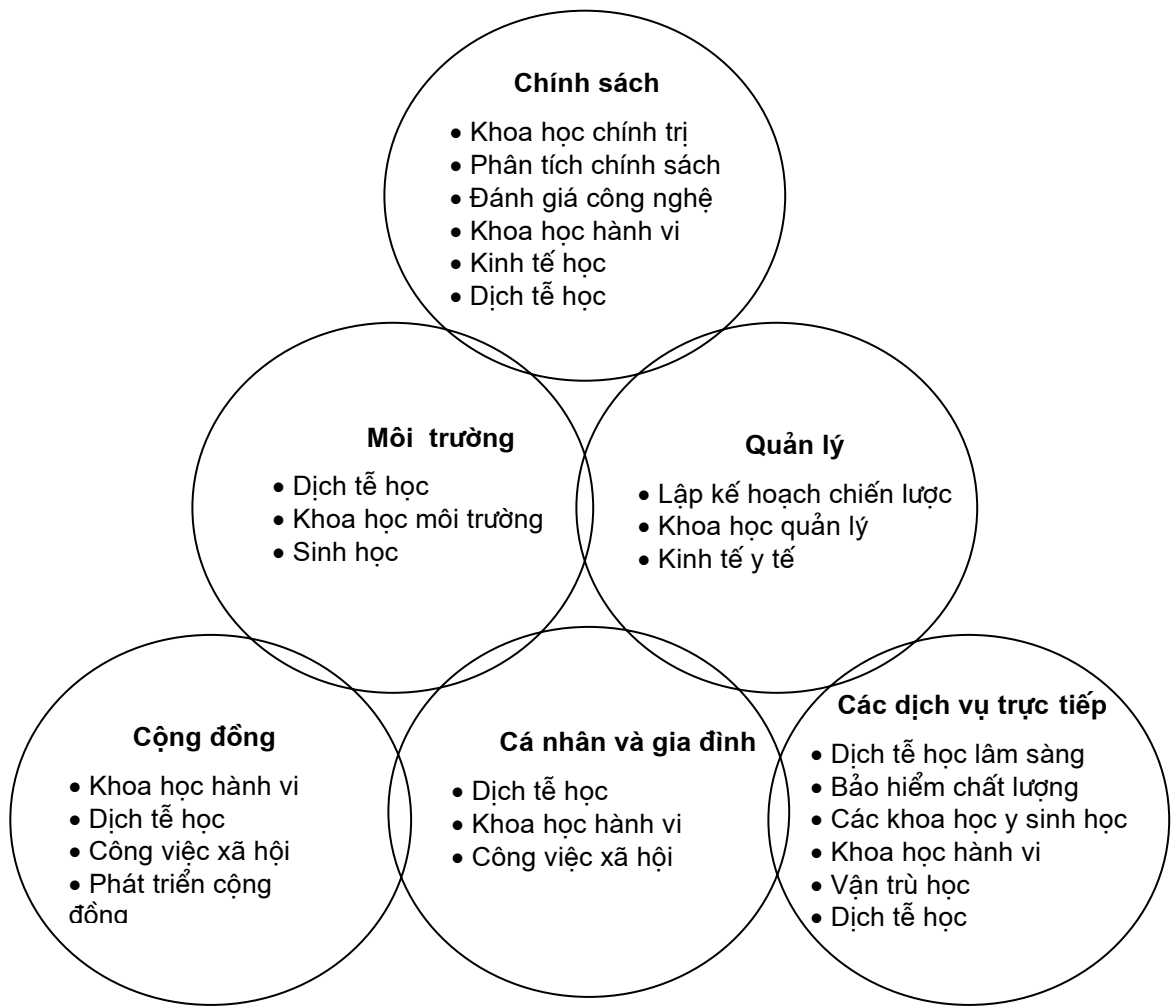 Chính sách
• Khoa học chính trị
• Phân tích chính sách
• Đánh giá công nghệ
• Khoa học hành vi
• Kinh tế học
• Dịch tễ học
Môi trường
• Dịch tễ học
• Khoa học môi trường
• Sinh học
Quản lý
• Lập kế hoạch chiến lược
• Khoa học quản lý
• Kinh tế y tế
Cộng đồng
• Khoa học hành vi
• Dịch tễ học
• Công việc xã hội
• Phát triển cộng
đồng
Cá nhân và gia đình
• Dịch tễ học
• Khoa học hành vi
• Công việc xã hội
Các dịch vụ trực tiếp
• Dịch tễ học lâm sàng
• Bảo hiểm chất lượng
• Các khoa học y sinh học
• Khoa học hành vi
• Vận trù học
• Dịch tễ học